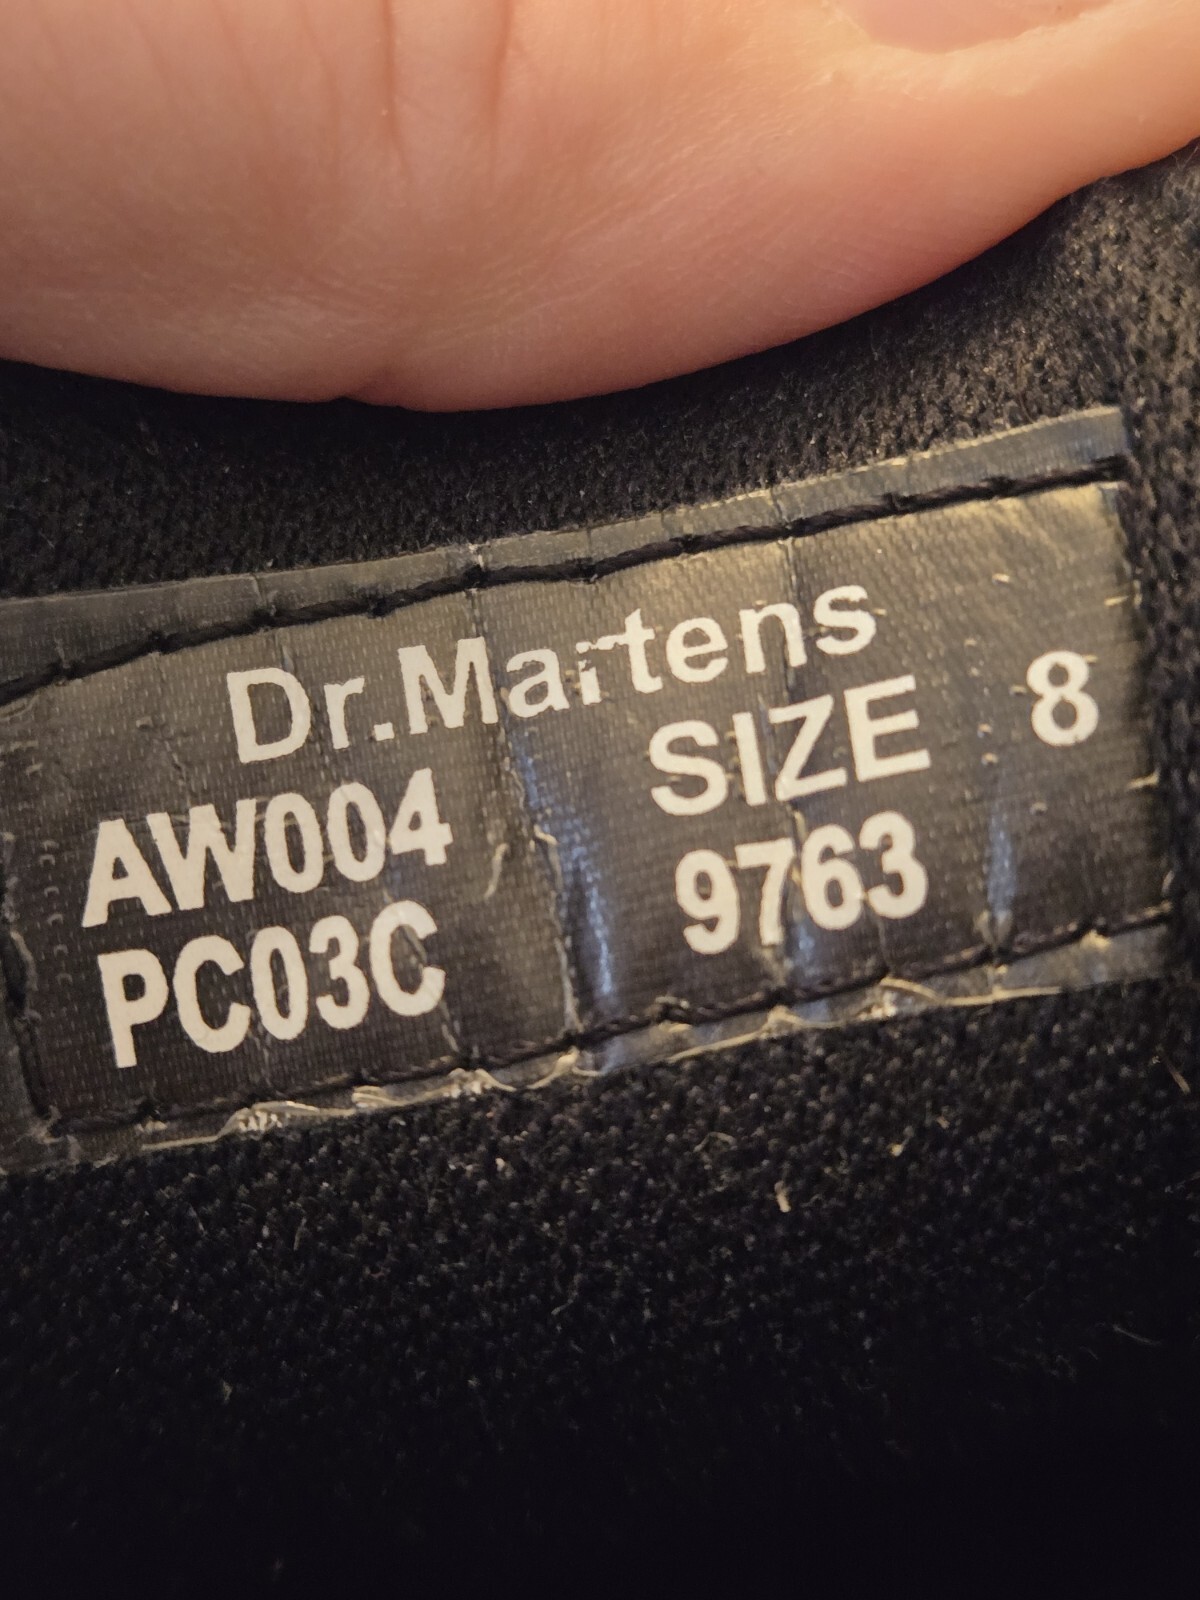 Dr.Martens
AW004 SIZE 8
PC03C 9763